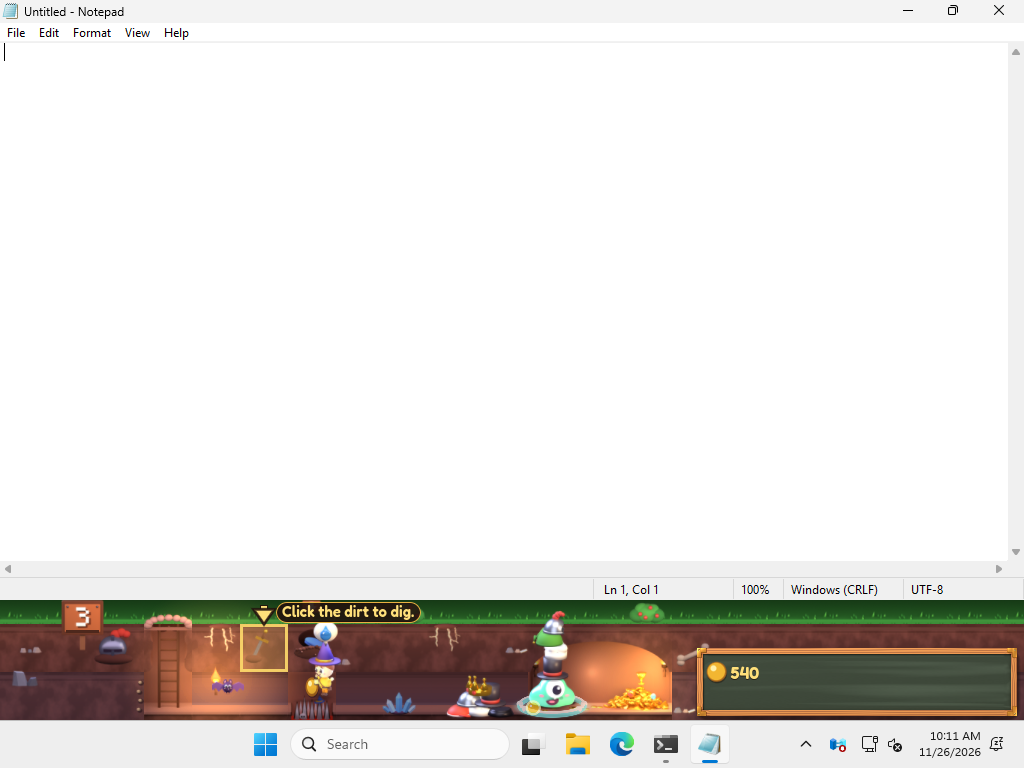 Untitled - Notepad
File Edit Format View Help
Ln 1, Col 1
100%
Windows (CRLF)
UTF-8
3
Click the dirt to dig.
540
Search
10:11 AM
11/26/2026